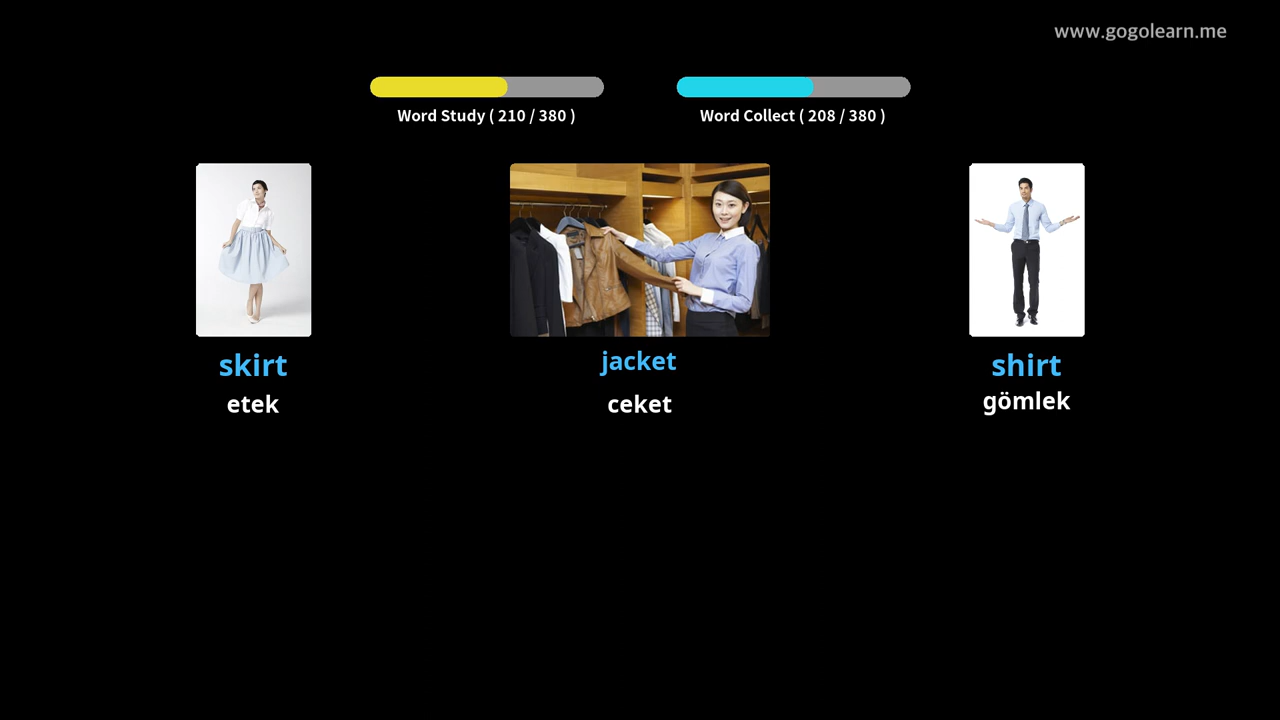 www.gogolearn.me
Word Study ( 210 / 380 )
Word Collect ( 208 / 380 )
skirt
jacket
shirt
etek
ceket
gömlek